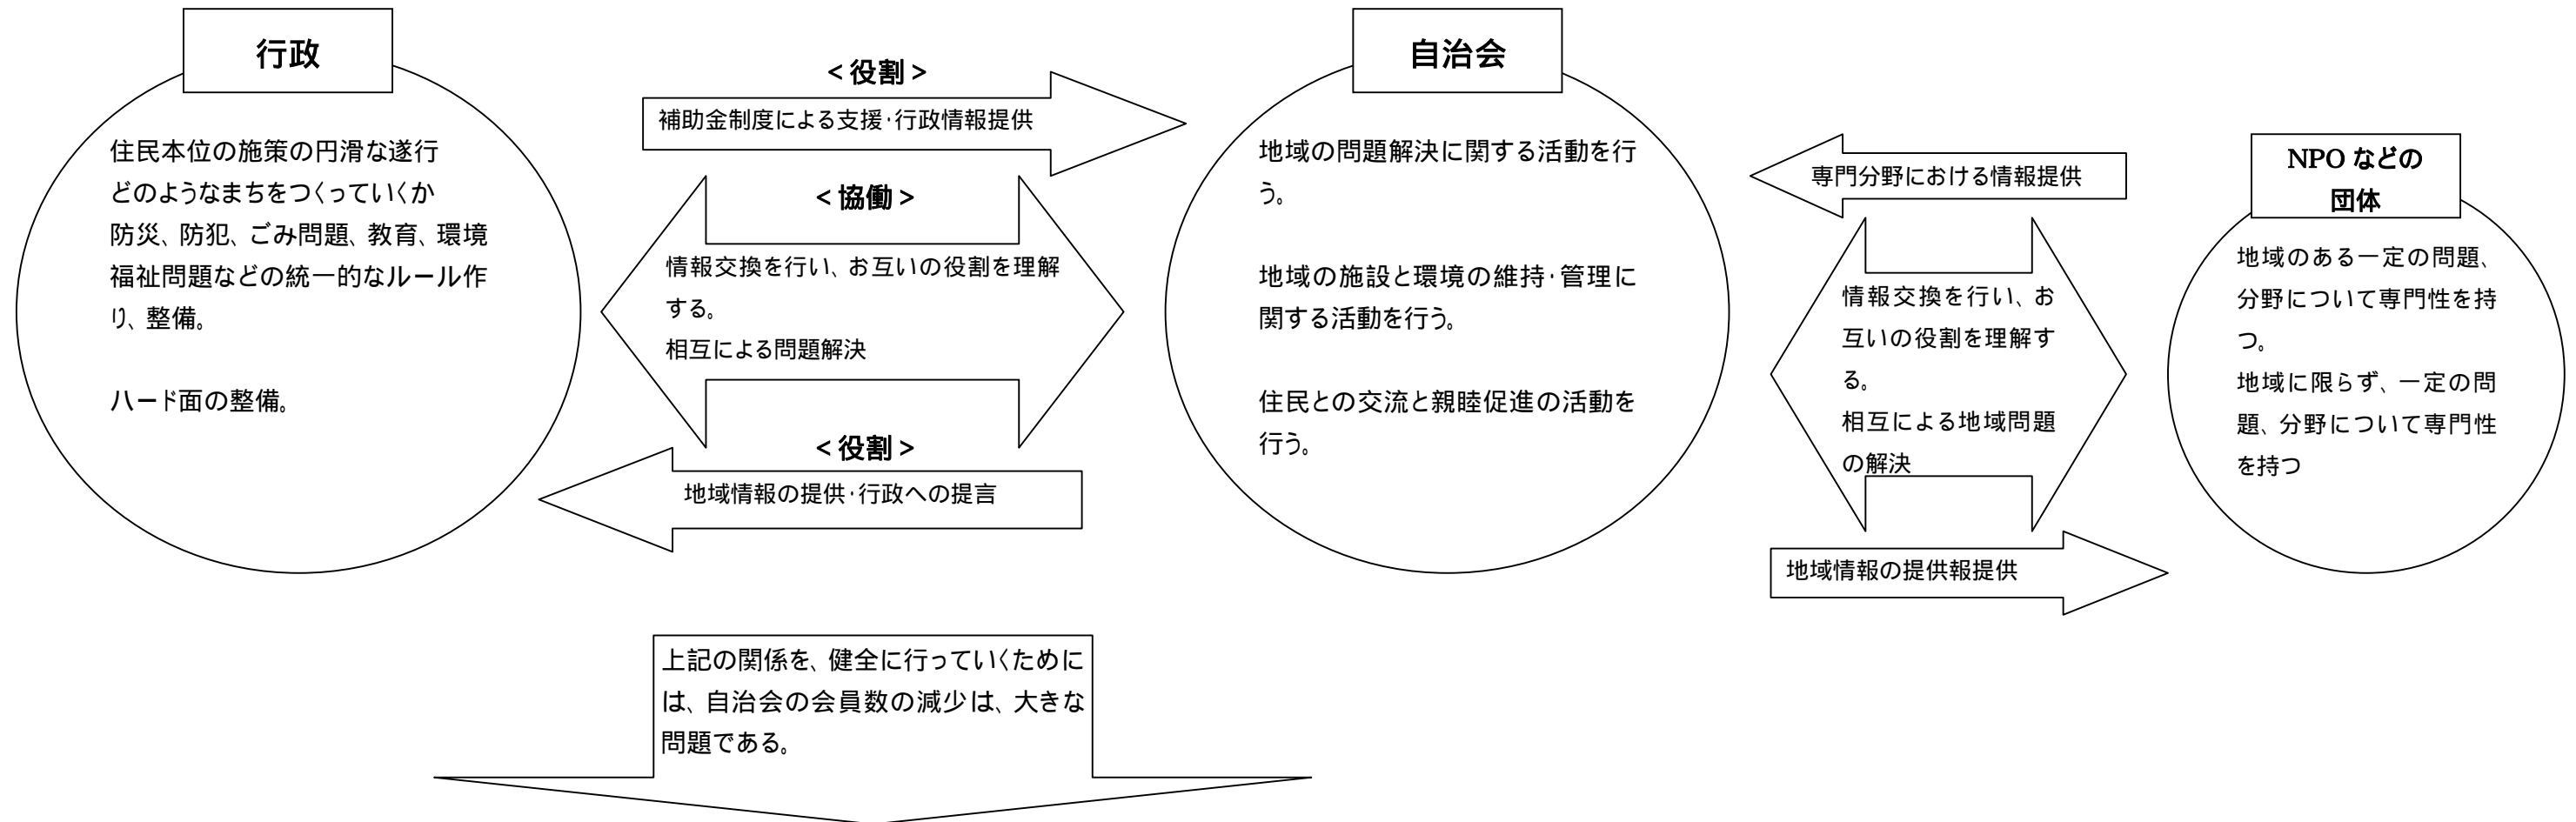 行政
住民本位の施策の円滑な遂行
どのようなまちをつくっていくか
防災、防犯、ごみ問題、教育、環境
福祉問題などの統一的なルール作
り、整備。
ハード面の整備。
<役割>
補助金制度による支援・行政情報提供
<協働>
情報交換を行い、お互いの役割を理解
する。
相互による問題解決
<役割>
地域情報の提供・行政への提言
自治会
地域の問題解決に関する活動を行
う。
地域の施設と環境の維持・管理に
関する活動を行う。
住民との交流と親睦促進の活動を
行う。
専門分野における情報提供
情報交換を行い、お
互いの役割を理解す
る。
相互による地域問題
の解決
地域情報の提供報提供
NPO などの
団体
地域のある一定の問題、
分野について専門性を持
つ。
地域に限らず、一定の問
題、分野について専門性
を持つ
上記の関係を、健全に行っていくために
は、自治会の会員数の減少は、大きな
問題である。